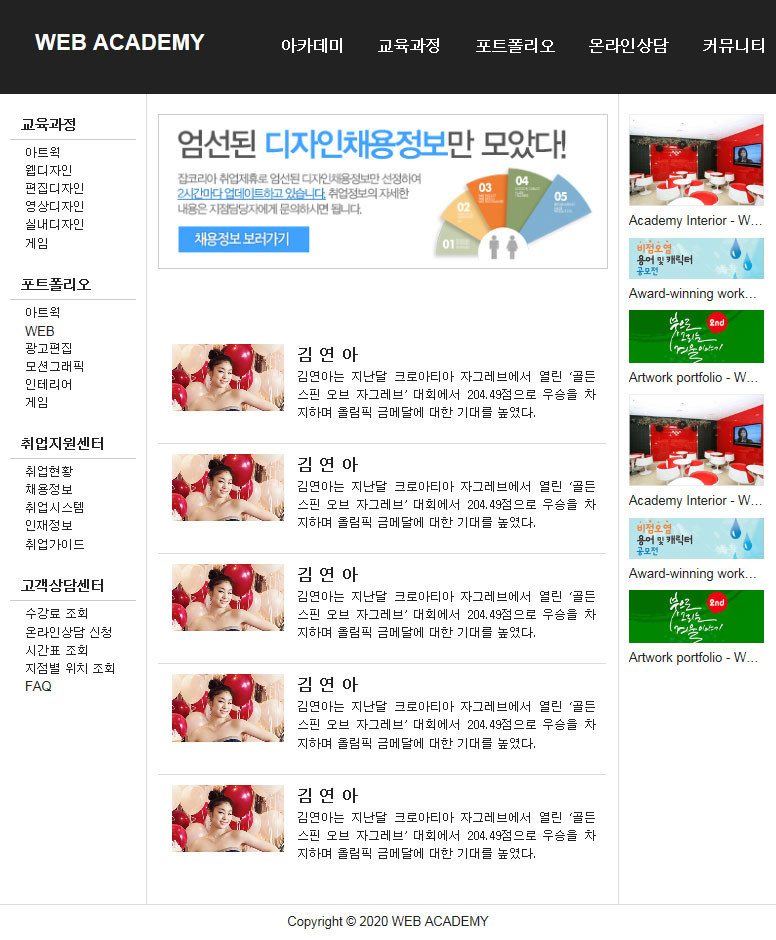 WEB ACADEMY
아카데미 교육과정 포트폴리오 온라인상담 커뮤니티
교육과정
아트웍
웹디자인
편집디자인
영상디자인
실내디자인
게임
포트폴리오
아트웍
WEB
광고편집
모션그래픽
인테리어
게임
취업지원센터
취업현황
채용정보
취업시스템
인재정보
취업가이드
고객상담센터
수강료 조회
온라인상담 신청
시간표 조회
지점별 위치 조회
FAQ
엄선된 디자인채용정보만 모았다!
잡코리아 취업제휴로 엄선된 디자인채용정보만 선정하여
2시간마다 업데이트하고 있습니다. 취업정보의 자세한
내용은 지점담당자에게 문의하시면 됩니다.
채용정보 보러가기
01
02
03
04
05
김 연 아
김연아는 지난달 크로아티아 자그레브에서 열린 ‘골든
스핀 오브 자그레브’ 대회에서 204.49점으로 우승을 차
지하며 올림픽 금메달에 대한 기대를 높였다.
김 연 아
김연아는 지난달 크로아티아 자그레브에서 열린 ‘골든
스핀 오브 자그레브’ 대회에서 204.49점으로 우승을 차
지하며 올림픽 금메달에 대한 기대를 높였다.
김 연 아
김연아는 지난달 크로아티아 자그레브에서 열린 ‘골든
스핀 오브 자그레브’ 대회에서 204.49점으로 우승을 차
지하며 올림픽 금메달에 대한 기대를 높였다.
김 연 아
김연아는 지난달 크로아티아 자그레브에서 열린 ‘골든
스핀 오브 자그레브’ 대회에서 204.49점으로 우승을 차
지하며 올림픽 금메달에 대한 기대를 높였다.
김 연 아
김연아는 지난달 크로아티아 자그레브에서 열린 ‘골든
스핀 오브 자그레브’ 대회에서 204.49점으로 우승을 차
지하며 올림픽 금메달에 대한 기대를 높였다.
Academy Interior - W...
비점오염
용어 및 캐릭터
공모전
Award-winning work...
2nd
붓으로
그리는
겨울이야기
Artwork portfolio - W...
Academy Interior - W...
비점오염
용어 및 캐릭터
공모전
Award-winning work...
2nd
붓으로
그리는
겨울이야기
Artwork portfolio - W...
Copyright © 2020 WEB ACADEMY